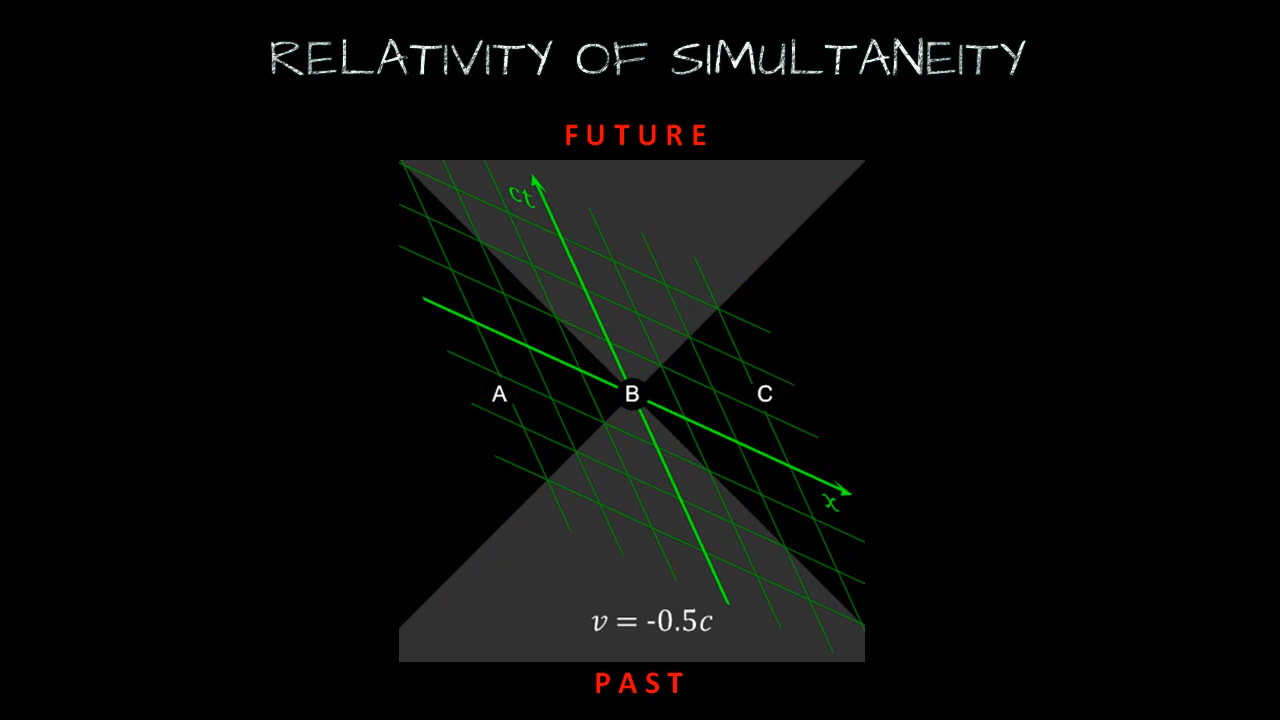 RELATIVITY OF SIMULTANEITY
FUTURE
ct
A B C
x
v = -0.5c
PAST